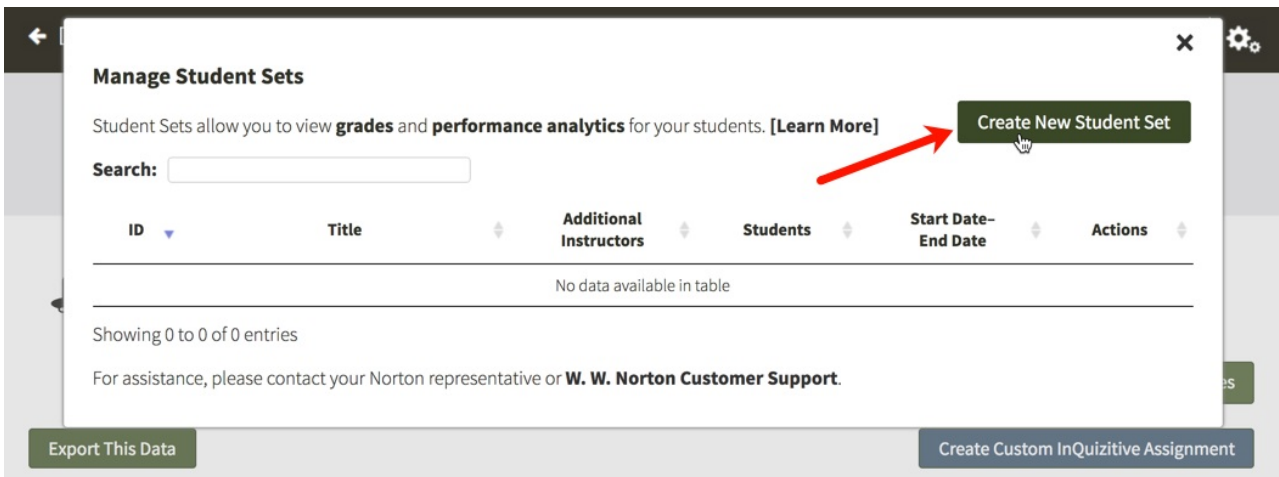 Manage Student Sets
Student Sets allow you to view grades and performance analytics for your students. [Learn More]
Create New Student Set
Search:
ID Title Additional Instructors Students Start Date– End Date Actions
No data available in table
Showing 0 to 0 of 0 entries
For assistance, please contact your Norton representative or W. W. Norton Customer Support.
Export This Data
Create Custom InQuizitive Assignment